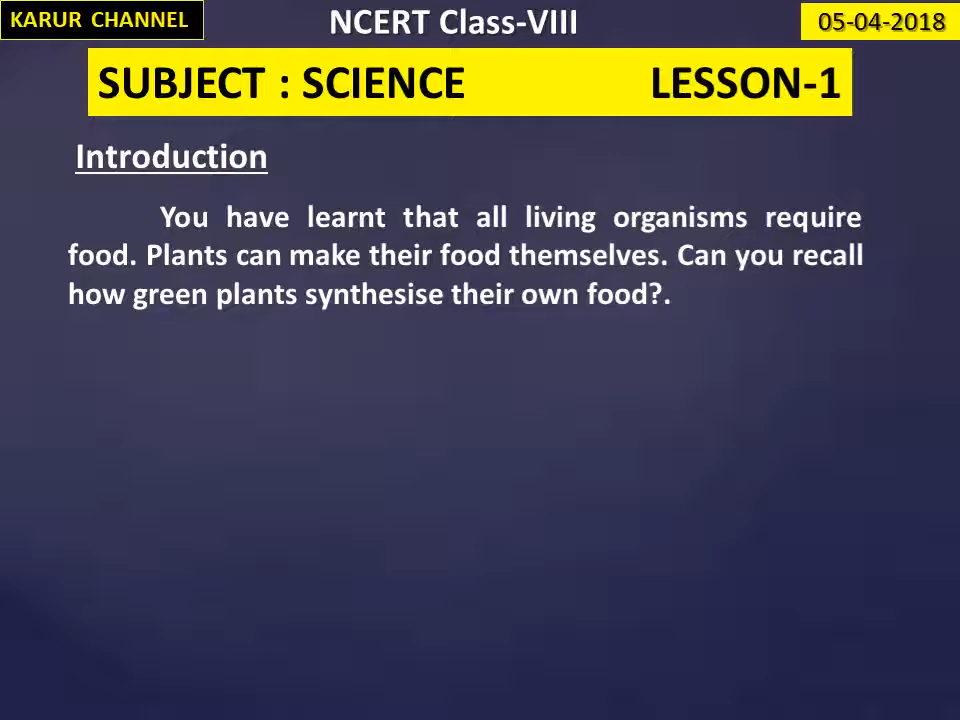 KARUR CHANNEL
NCERT Class-VIII
05-04-2018
SUBJECT : SCIENCE LESSON-1
Introduction
You have learnt that all living organisms require
food. Plants can make their food themselves. Can you recall
how green plants synthesise their own food?.